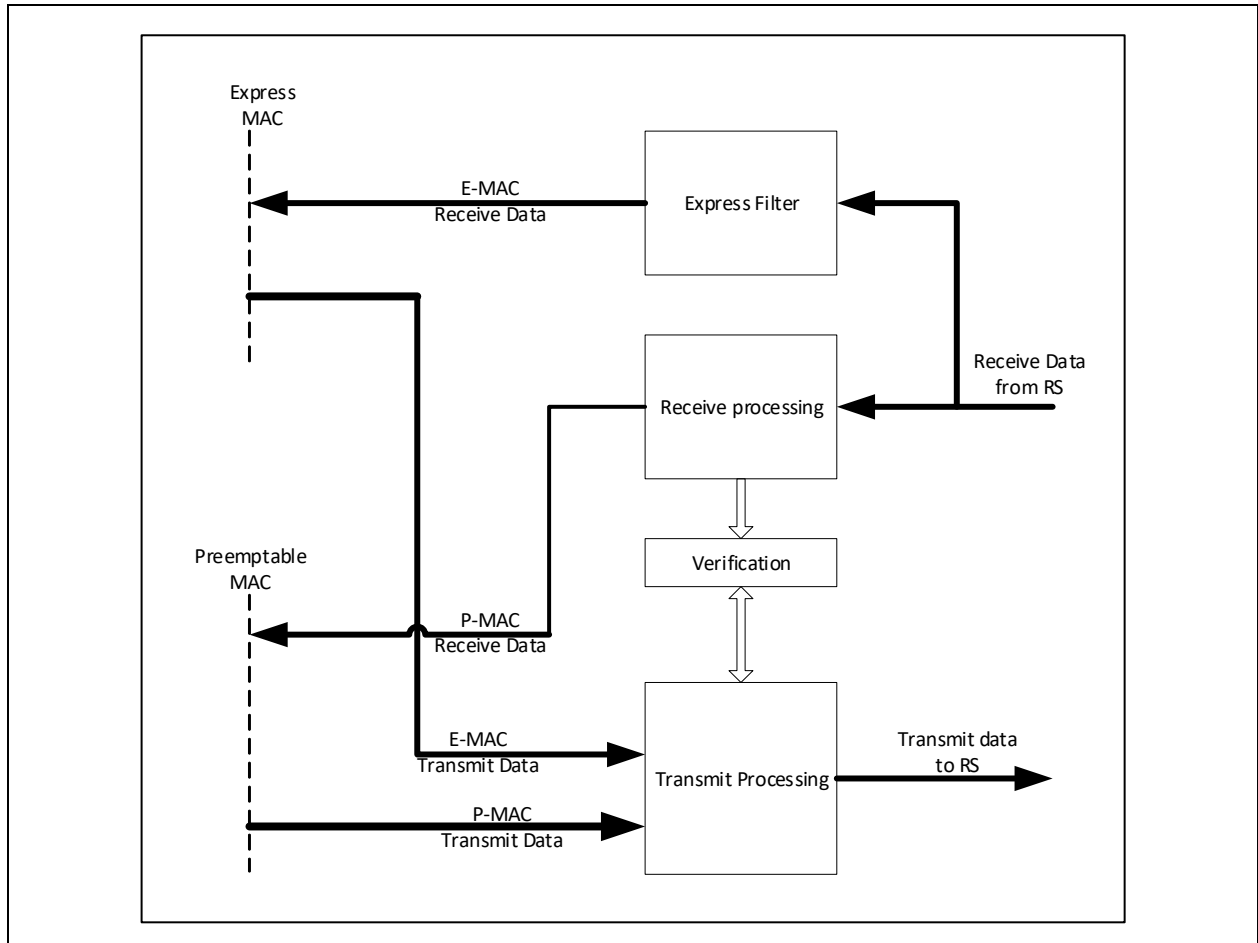 Express
MAC
E-MAC
Receive Data
Express Filter
Receive Data
from RS
Receive processing
Verification
Preemptable
MAC
P-MAC
Receive Data
E-MAC
Transmit Data
Transmit Processing
Transmit data
to RS
P-MAC
Transmit Data